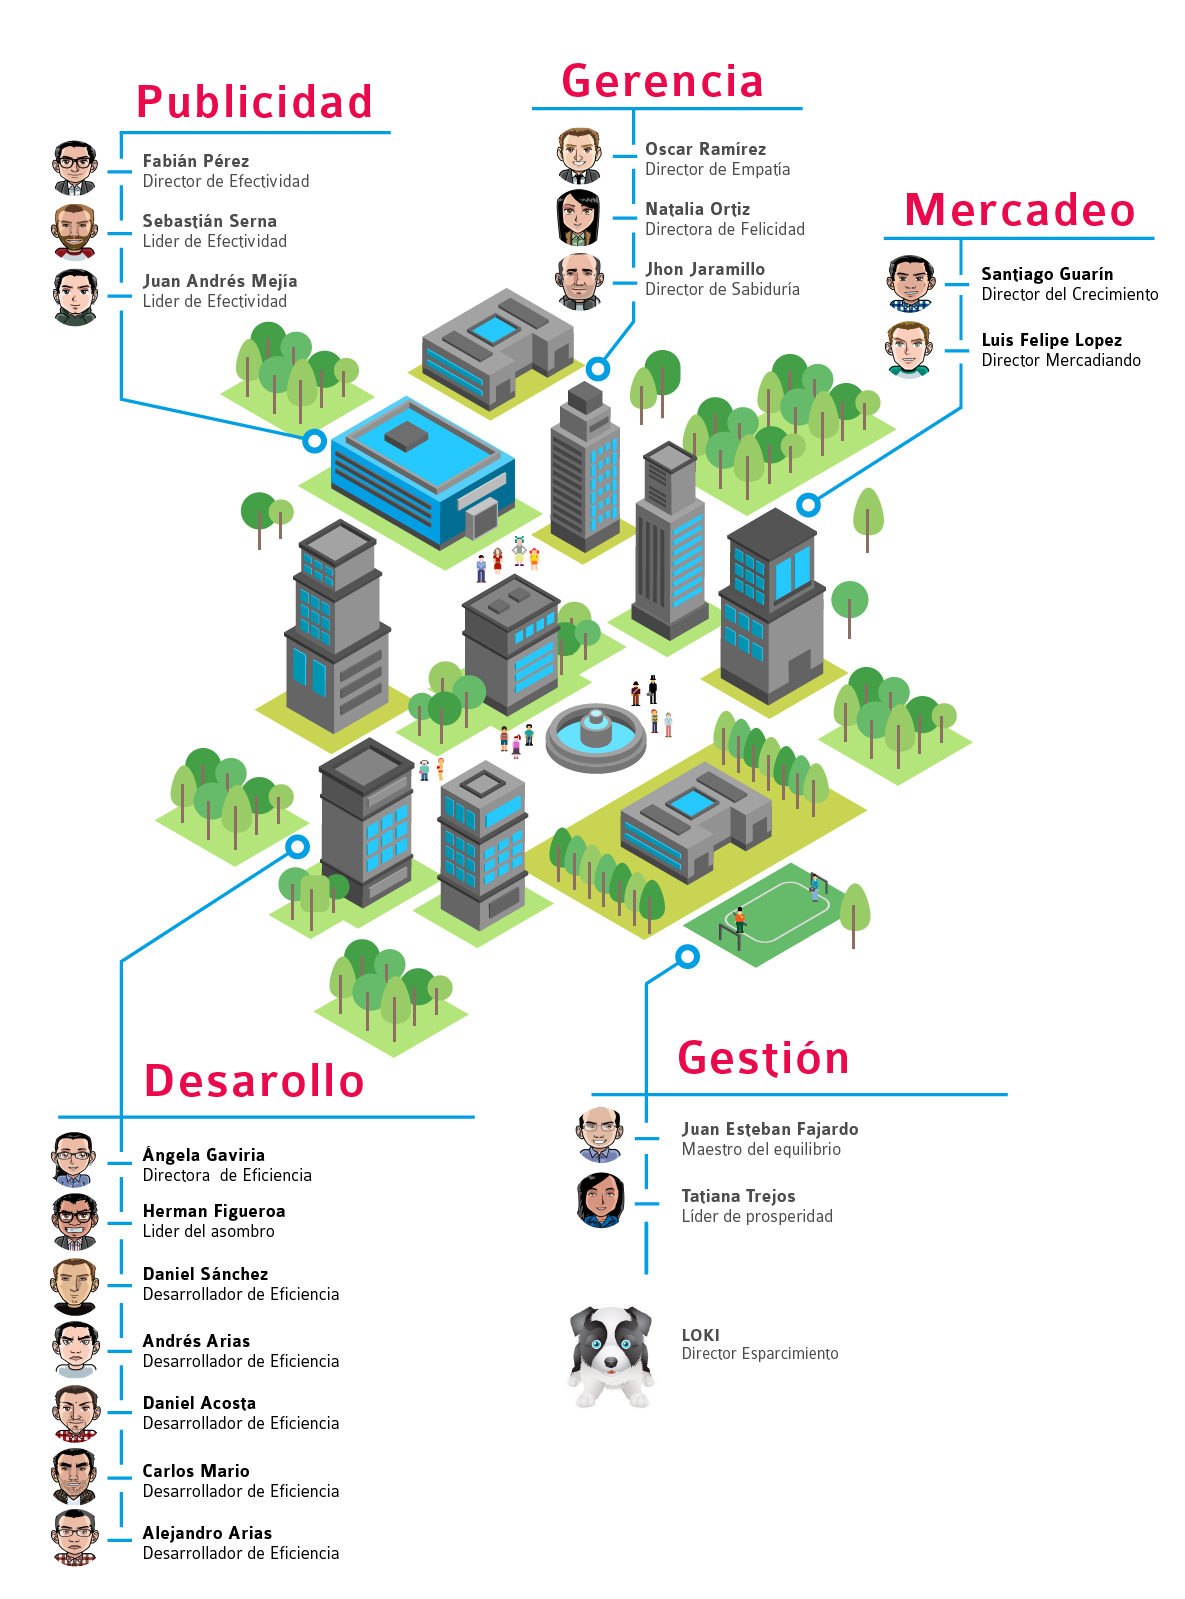 Publicidad
Fabián Pérez
Director de Efectividad
Sebastián Serna
Lider de Efectividad
Juan Andrés Mejía
Lider de Efectividad
Gerencia
Oscar Ramírez
Director de Empatía
Natalia Ortiz
Directora de Felicidad
Jhon Jaramillo
Director de Sabiduría
Mercadeo
Santiago Guarín
Director del Crecimiento
Luis Felipe Lopez
Director Mercadiando
Desarollo
Ángela Gaviria
Directora de Eficiencia
Herman Figueroa
Lider del asombro
Daniel Sánchez
Desarrollador de Eficiencia
Andrés Arias
Desarrollador de Eficiencia
Daniel Acosta
Desarrollador de Eficiencia
Carlos Mario
Desarrollador de Eficiencia
Alejandro Arias
Desarrollador de Eficiencia
Gestión
Juan Esteban Fajardo
Maestro del equilibrio
Tatiana Trejos
Líder de prosperidad
LOKI
Director Esparcimiento